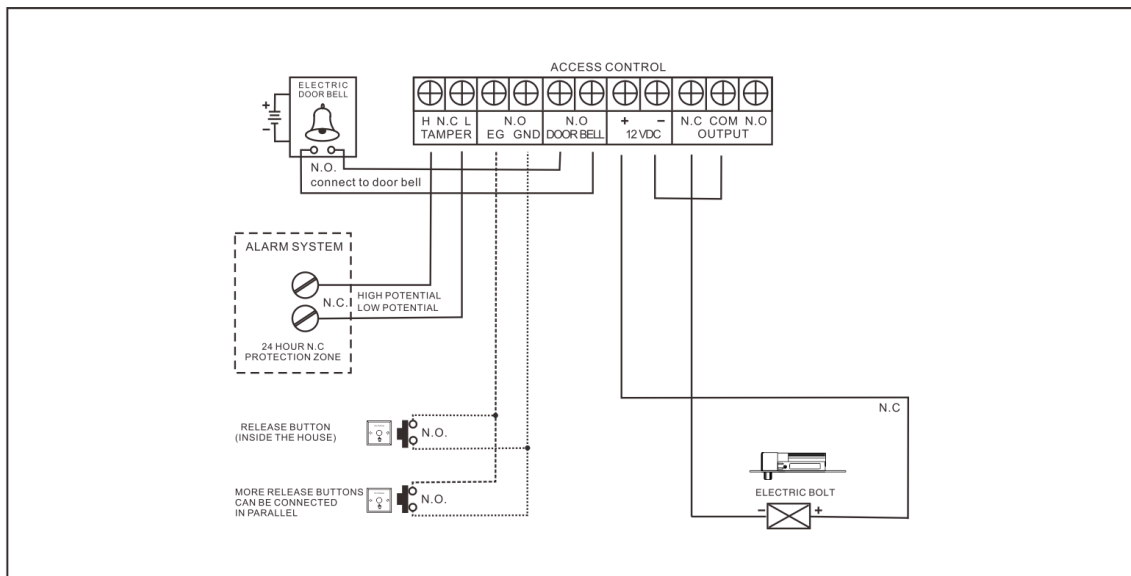 ACCESS CONTROL
ELECTRIC
DOOR BELL
+
−
H N.C L
TAMPER
N.O
EG GND
N.O
DOOR BELL
+ −
12 VDC
N.C COM N.O
OUTPUT
N.O.
connect to door bell
ALARM SYSTEM
N.C.
HIGH POTENTIAL
LOW POTENTIAL
24 HOUR N.C
PROTECTION ZONE
RELEASE BUTTON
(INSIDE THE HOUSE)
N.O.
MORE RELEASE BUTTONS
CAN BE CONNECTED
IN PARALLEL
N.O.
N.C
ELECTRIC BOLT
− +